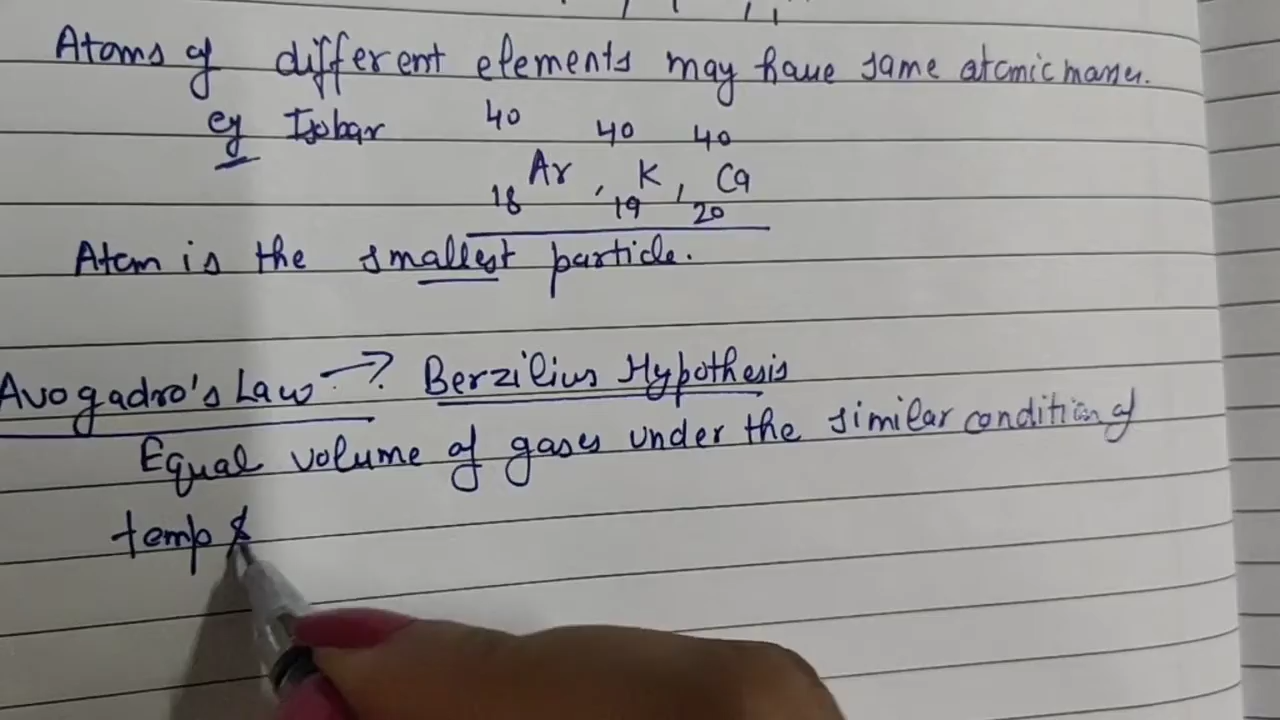 Atoms of different elements may have same atomic masses.
eg Isobar 40 40 40
18 Ar , 19 K , 20 Ca
Atom is the smallest particle.
Avogadro's Law → ? Berzilius Hypothesis
Equal volume of gases under the similar condition of
temp &